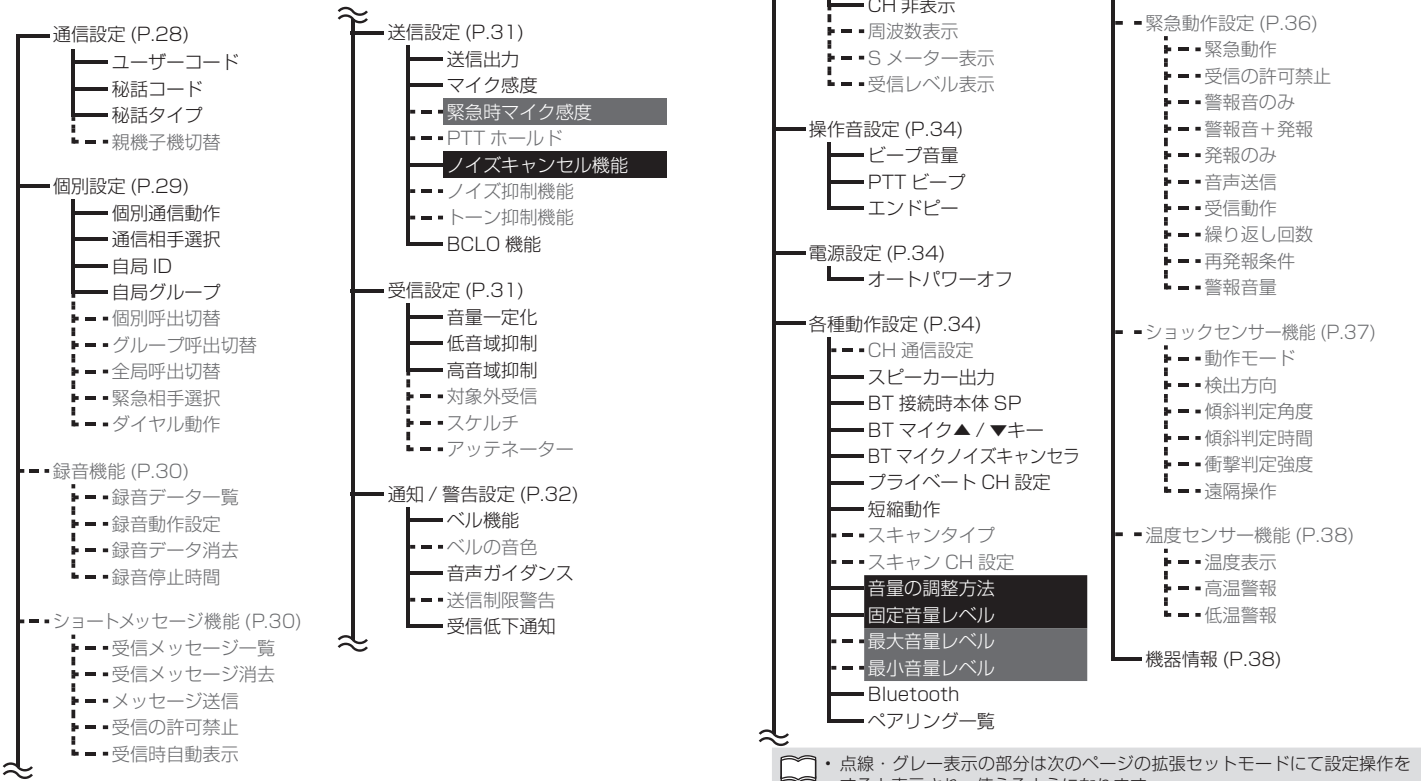 通信設定 (P.28)
ユーザーコード
秘話コード
秘話タイプ
親機子機切替
個別設定 (P.29)
個別通信動作
通信相手選択
自局 ID
自局グループ
個別呼出切替
グループ呼出切替
全局呼出切替
緊急相手選択
ダイヤル動作
録音機能 (P.30)
録音データ一覧
録音動作設定
録音データ消去
録音停止時間
ショートメッセージ機能 (P.30)
受信メッセージ一覧
受信メッセージ消去
メッセージ送信
受信の許可禁止
受信時自動表示
送信設定 (P.31)
送信出力
マイク感度
緊急時マイク感度
PTT ホールド
ノイズキャンセル機能
ノイズ抑制機能
トーン抑制機能
BCLO 機能
受信設定 (P.31)
音量一定化
低音域抑制
高音域抑制
対象外受信
スケルチ
アッテネーター
通知 / 警告設定 (P.32)
ベル機能
ベルの音色
音声ガイダンス
送信制限警告
受信低下通知
CH 非表示
周波数表示
S メーター表示
受信レベル表示
操作音設定 (P.34)
ビープ音量
PTT ビープ
エンドピー
電源設定 (P.34)
オートパワーオフ
各種動作設定 (P.34)
CH 通信設定
スピーカー出力
BT 接続時本体 SP
BT マイク▲ / ▼キー
BT マイクノイズキャンセラ
プライベート CH 設定
短縮動作
スキャンタイプ
スキャン CH 設定
音量の調整方法
固定音量レベル
最大音量レベル
最小音量レベル
Bluetooth
ペアリング一覧
緊急動作設定 (P.36)
緊急動作
受信の許可禁止
警報音のみ
警報音＋発報
発報のみ
音声送信
受信動作
繰り返し回数
再発報条件
警報音量
ショックセンサー機能 (P.37)
動作モード
検出方向
傾斜判定角度
傾斜判定時間
衝撃判定強度
遠隔操作
温度センサー機能 (P.38)
温度表示
高温警報
低温警報
機器情報 (P.38)
・点線・グレー表示の部分は次のページの拡張セットモードにて設定操作を